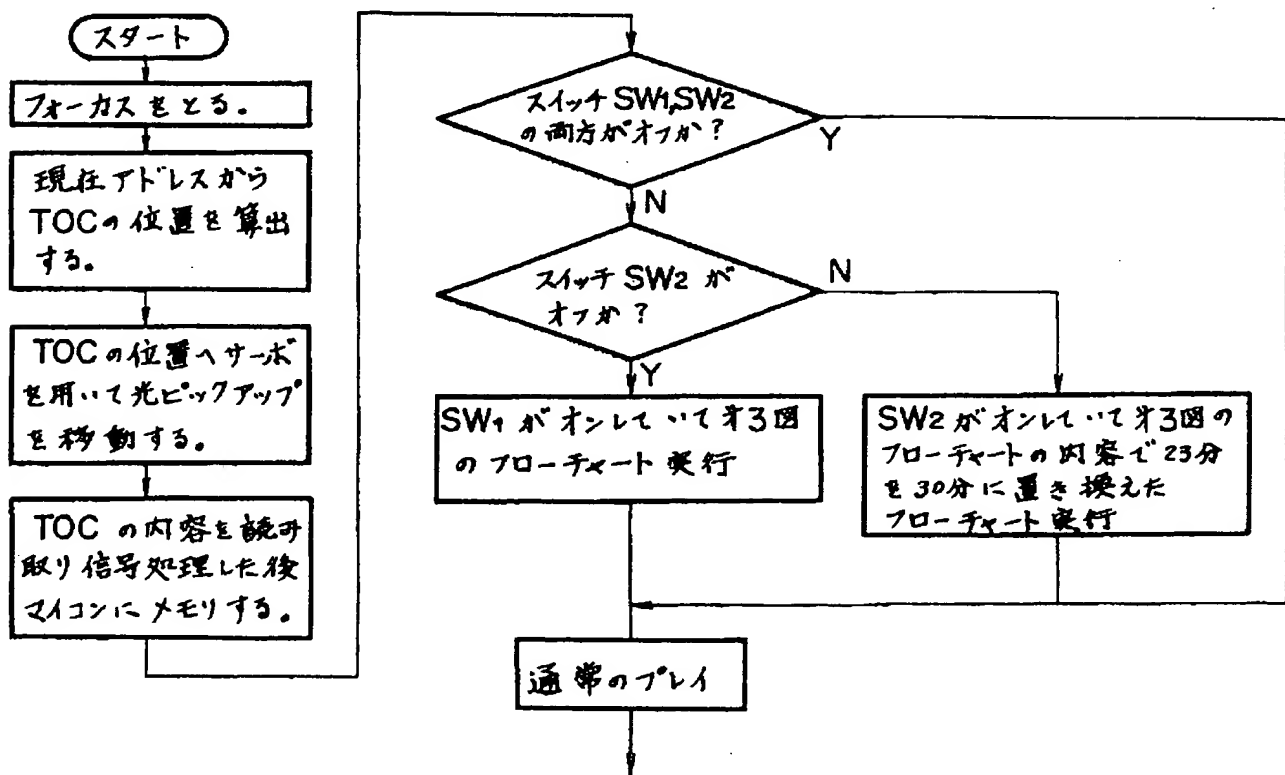 スタート
フォーカスをとる。
現在アドレスから
TOCの位置を算出
する。
TOCの位置へサーボ
を用いて光ピックアップ
を移動する。
TOCの内容を読み
取り信号処理した後
マイコンにメモリする。
スイッチSW1,SW2
の両方がオフか?
Y
N
スイッチSW2が
オフか?
N
Y
SW1がオンしていて才3図
のフローチャート実行
SW2がオンしていて才3図の
フローチャートの内容で23分
を30分に置き換えた
フローチャート実行
通常のプレイ